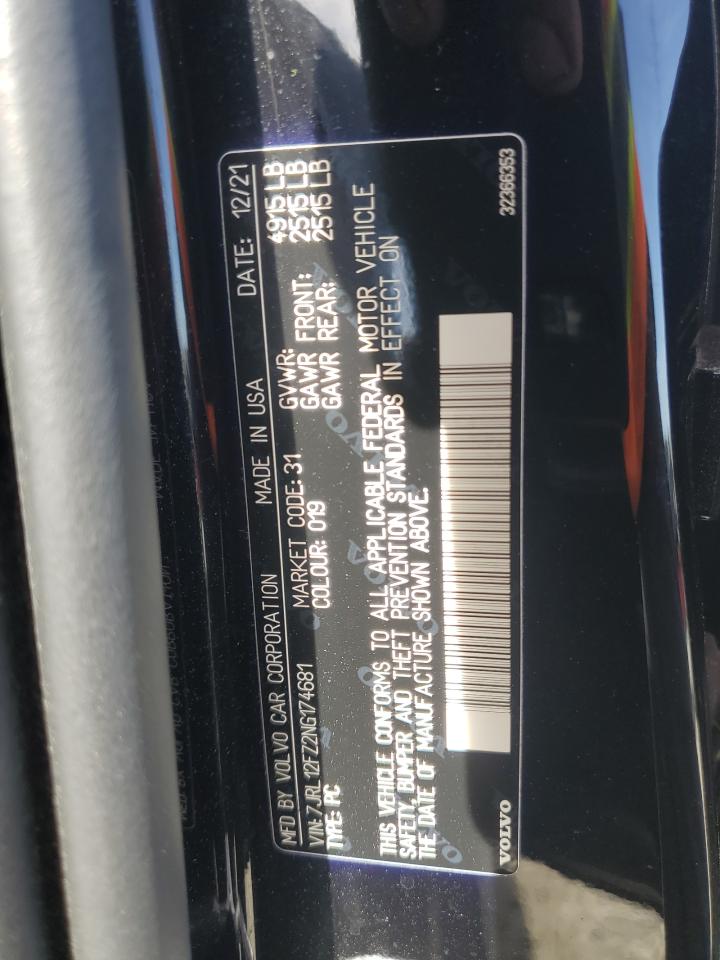 MFD BY VOLVO CAR CORPORATION MADE IN USA DATE: 12/21
VIN: 7JRL12FZ2NG174681 MARKET CODE: 31 GVWR: 4915 LB
TYPE: PC COLOUR: 019 GAWR FRONT: 2515 LB
GAWR REAR: 2515 LB
THIS VEHICLE CONFORMS TO ALL APPLICABLE FEDERAL MOTOR VEHICLE
SAFETY, BUMPER AND THEFT PREVENTION STANDARDS IN EFFECT ON
THE DATE OF MANUFACTURE SHOWN ABOVE.
VOLVO 32366353